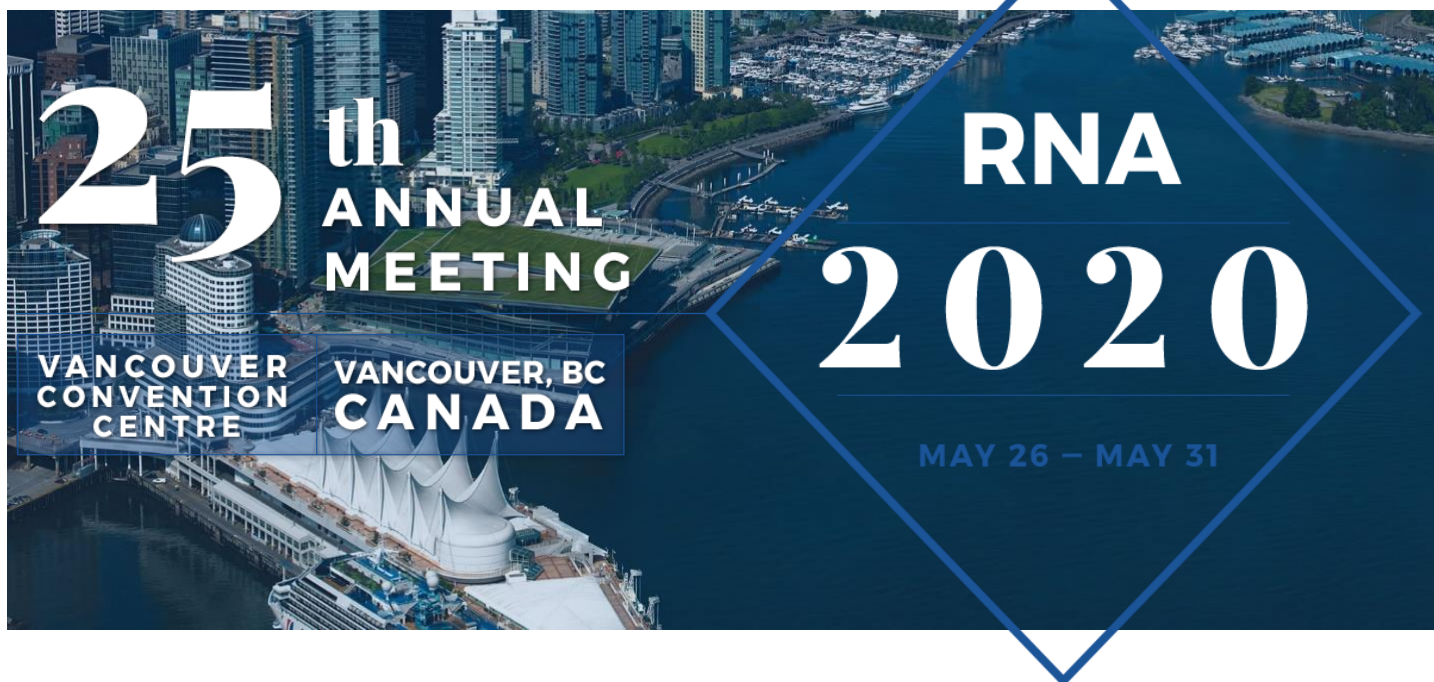 25th
ANNUAL
MEETING
VANCOUVER
CONVENTION
CENTRE
VANCOUVER, BC
CANADA
RNA
2020
MAY 26 – MAY 31